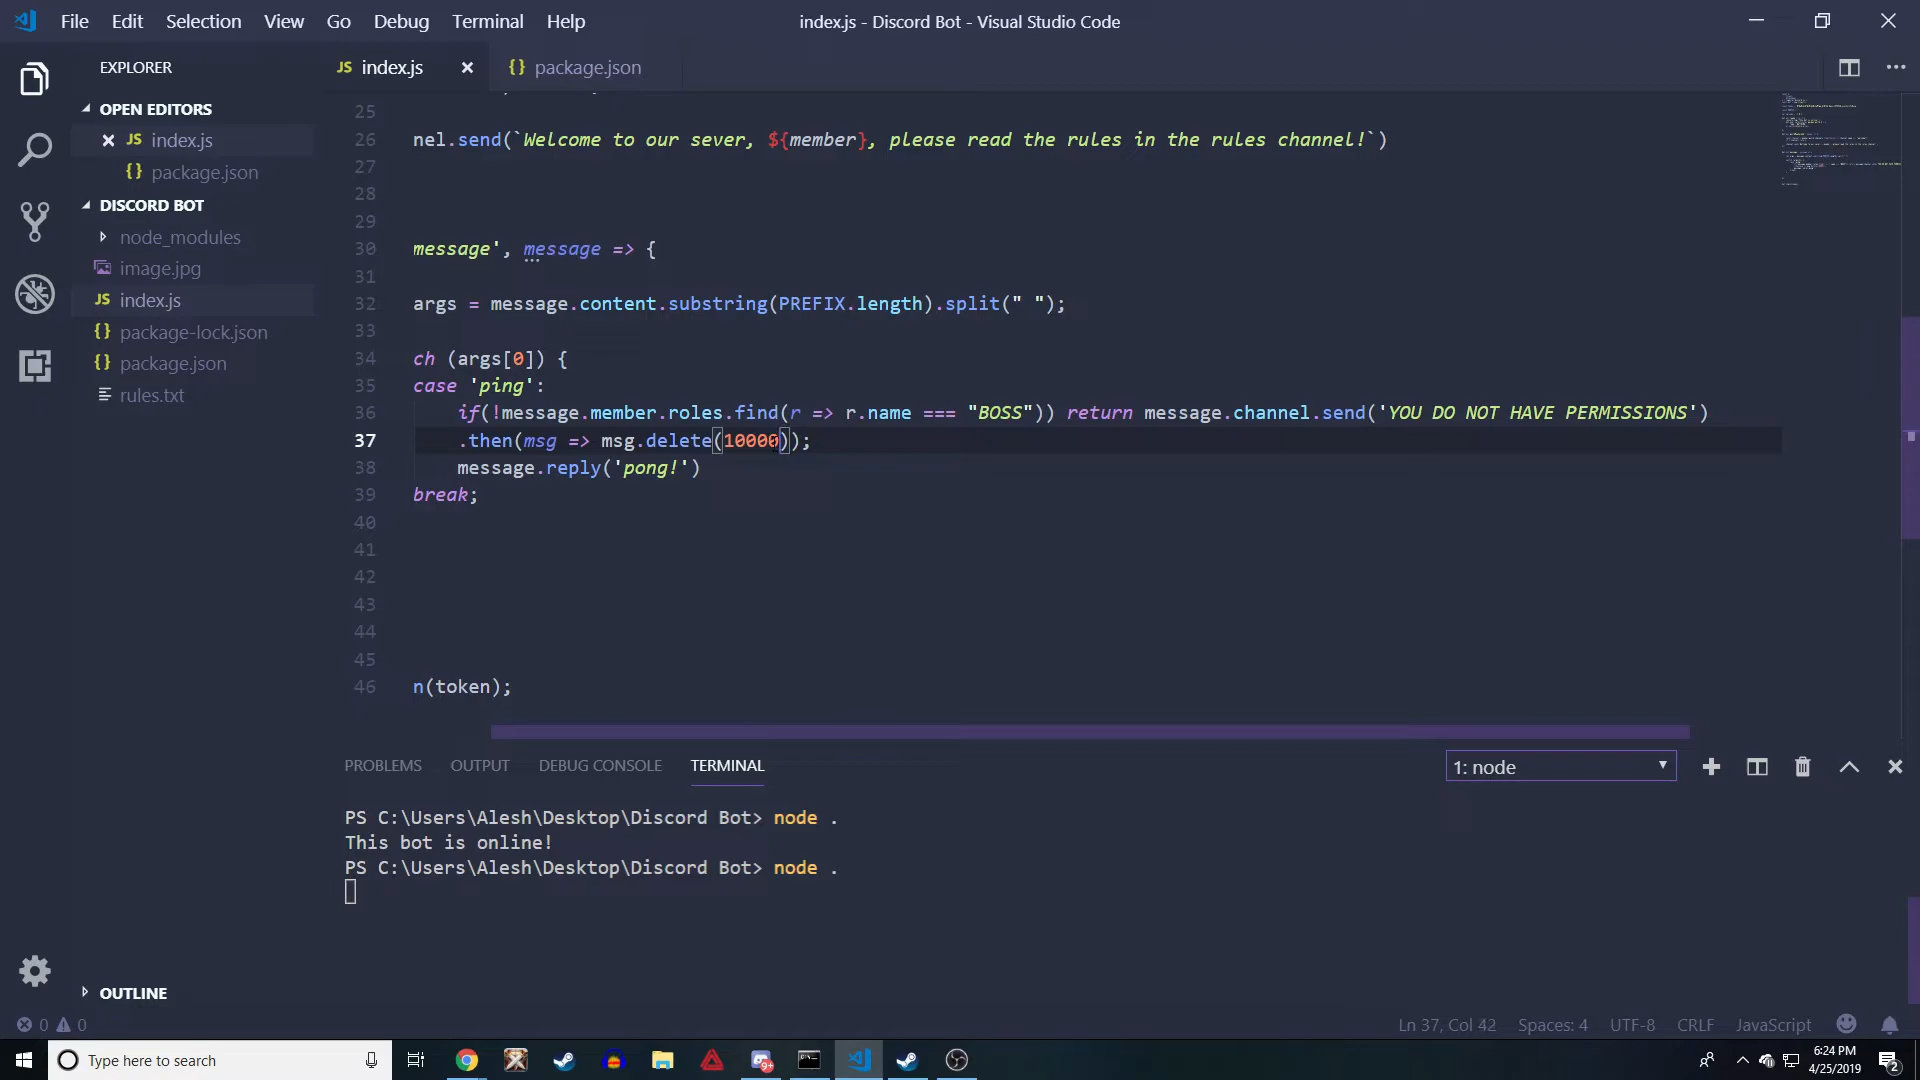 File Edit Selection View Go Debug Terminal Help
index.js - Discord Bot - Visual Studio Code
EXPLORER
OPEN EDITORS
JS index.js
{} package.json
DISCORD BOT
node_modules
image.jpg
JS index.js
{} package-lock.json
{} package.json
rules.txt
OUTLINE
JS index.js
{} package.json
25
26 nel.send(`Welcome to our sever, ${member}, please read the rules in the rules channel!`)
27
28
29
30 message', message => {
31
32 args = message.content.substring(PREFIX.length).split(" ");
33
34 ch (args[0]) {
35 case 'ping':
36 if(!message.member.roles.find(r => r.name === "BOSS")) return message.channel.send('YOU DO NOT HAVE PERMISSIONS')
37 .then(msg => msg.delete(10000));
38 message.reply('pong!')
39 break;
40
41
42
43
44
45
46 n(token);
PROBLEMS OUTPUT DEBUG CONSOLE TERMINAL
1: node
PS C:\Users\Alesh\Desktop\Discord Bot> node .
This bot is online!
PS C:\Users\Alesh\Desktop\Discord Bot> node .
0 0
Ln 37, Col 42 Spaces: 4 UTF-8 CRLF JavaScript
Type here to search
9+
6:24 PM
4/25/2019
2